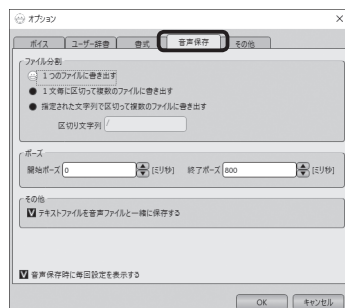 オプション
ボイス ユーザー辞書 書式 音声保存 その他
ファイル分割
1つのファイルに書き出す
1文毎に区切って複数のファイルに書き出す
指定された文字列で区切って複数のファイルに書き出す
区切り文字列 /
ポーズ
開始ポーズ 0 [ミリ秒] 終了ポーズ 800 [ミリ秒]
その他
テキストファイルを音声ファイルと一緒に保存する
音声保存時に毎回設定を表示する
OK キャンセル